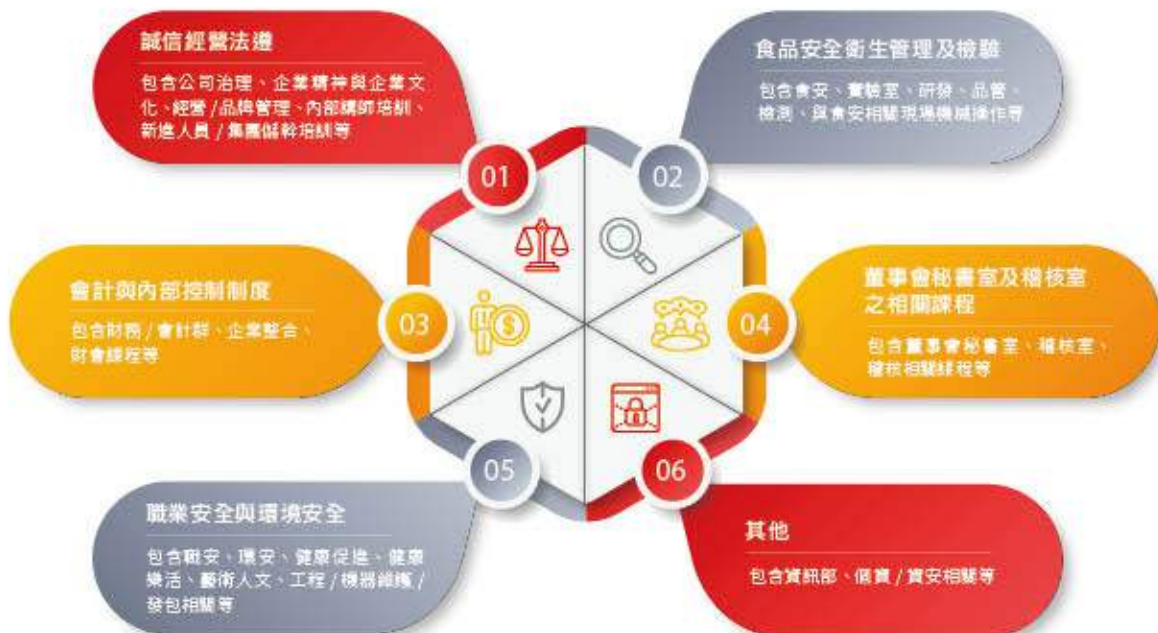 誠信經營法遵
包含公司治理、企業精神與企業文
化、經營/品牌管理、內部講師培訓、
新進人員/集團儲幹培訓等
01
食品安全衛生管理及檢驗
包含食安、實驗室、研發、品管、
檢測、與食安相關現場機械操作等
02
會計與內部控制制度
包含財務/會計群、企業整合、
財會課程等
03
$
董事會秘書室及稽核室
之相關課程
包含董事會秘書室、稽核室、
稽核相關課程等
04
職業安全與環境安全
包含職安、環安、健康促進、健康
樂活、藝術人文、工程/機器維護/
發包相關等
05
其他
包含資訊部、個資/資安相關等
06